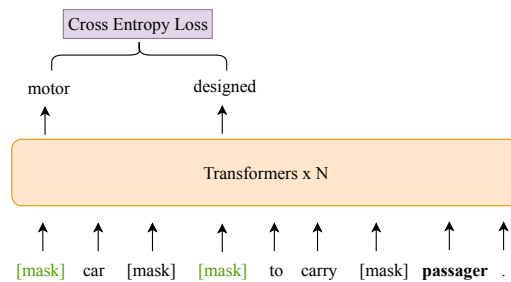 Cross Entropy Loss
motor designed
Transformers x N
[mask] car [mask] [mask] to carry [mask] passager .